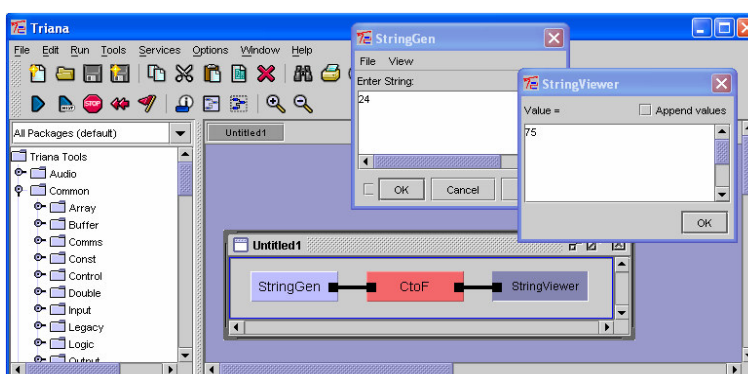 Triana
File Edit Run Tools Services Options Window Help
STOP
All Packages (default)
Triana Tools
Audio
Common
Array
Buffer
Comms
Const
Control
Double
Input
Legacy
Logic
Output
Untitled1
StringGen
File View
Enter String:
24
OK Cancel
StringViewer
Value = Append values
75
OK
Untitled1
StringGen CtoF StringViewer